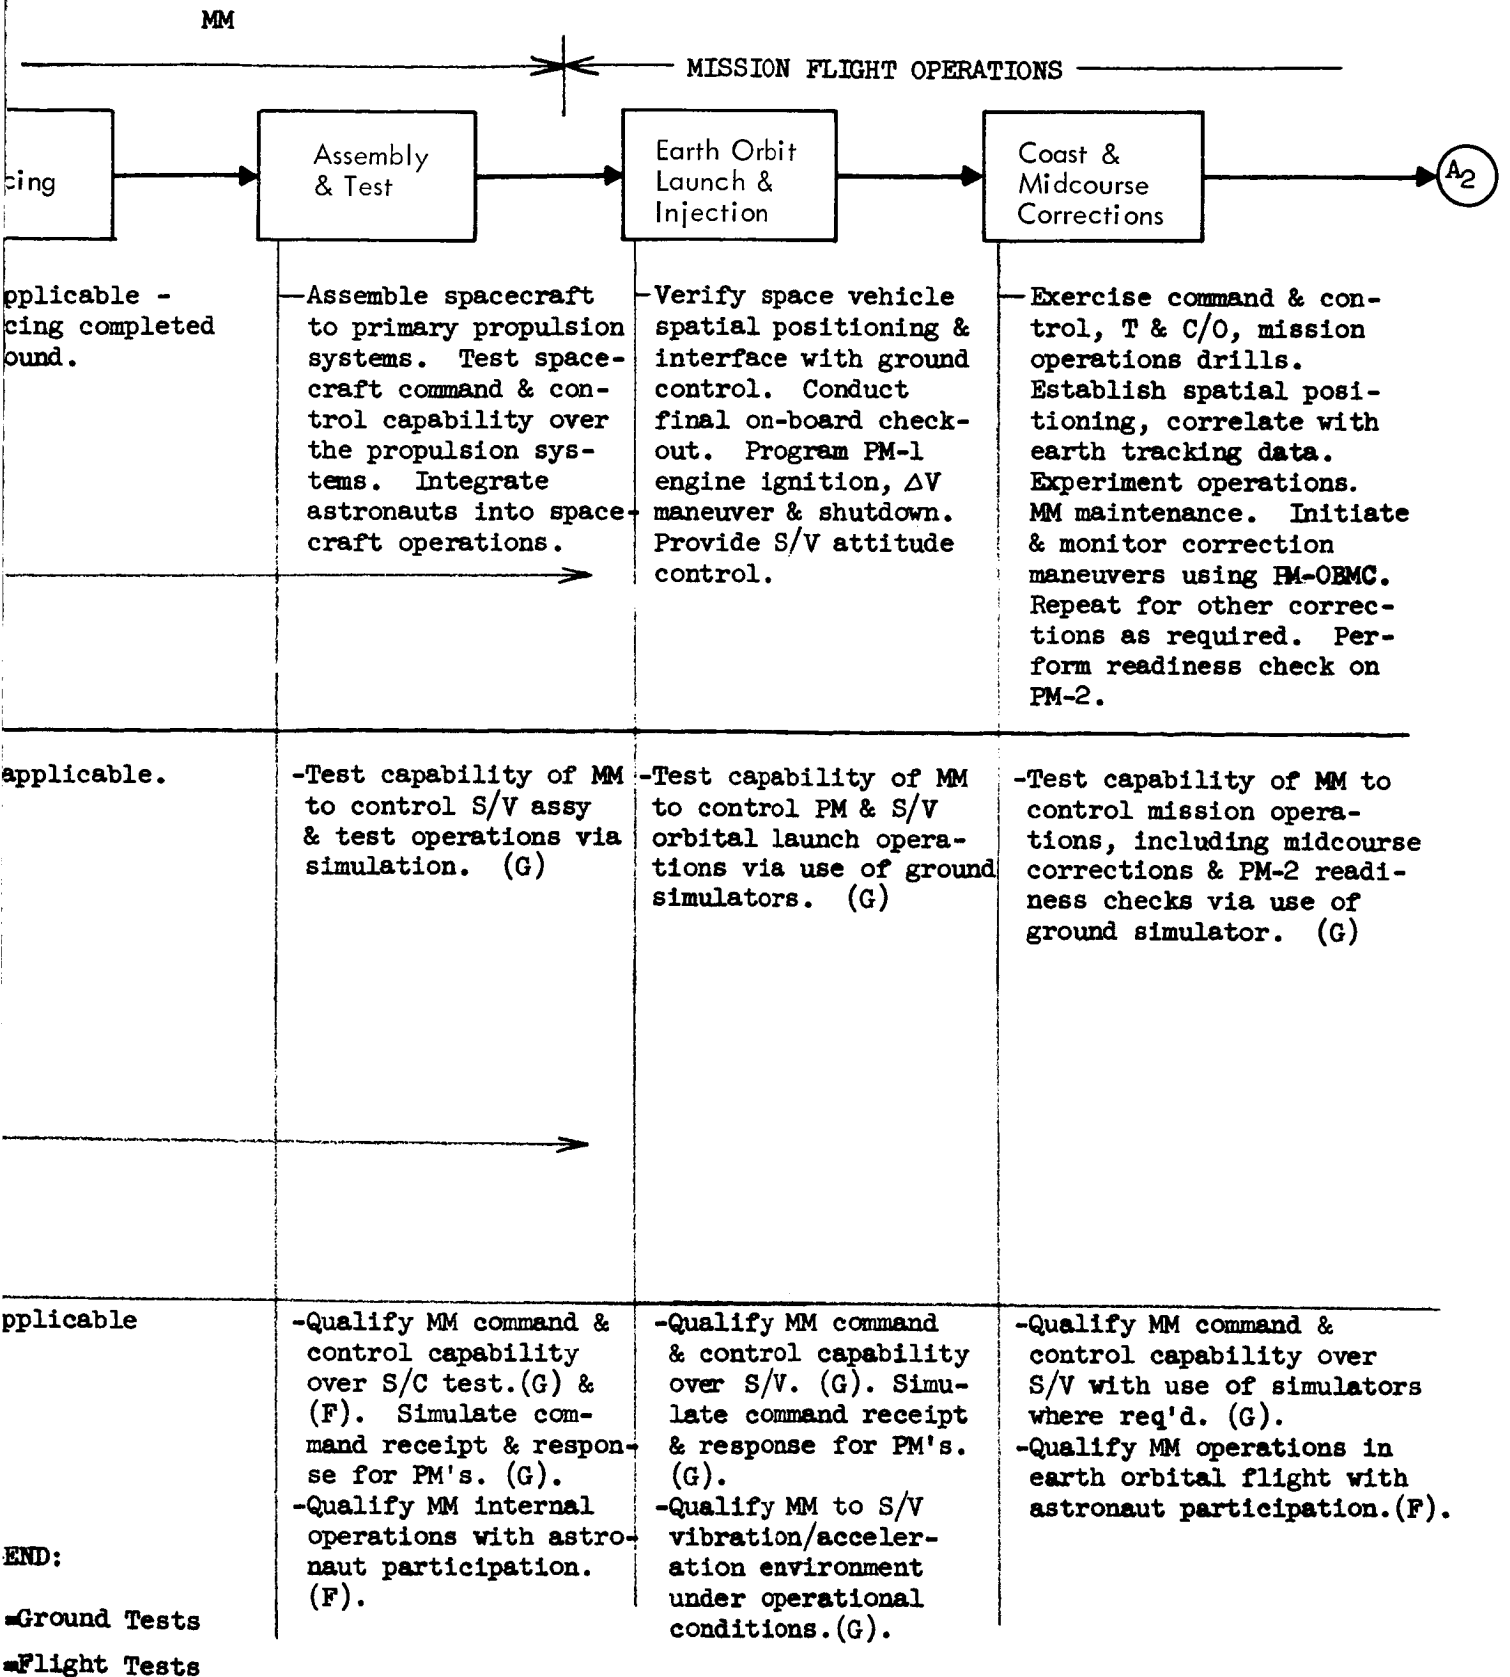 MM
MISSION FLIGHT OPERATIONS
cing
Assembly
& Test
Earth Orbit
Launch &
Injection
Coast &
Midcourse
Corrections
A2
pplicable -
cing completed
ound.
-Assemble spacecraft
to primary propulsion
systems. Test space-
craft command & con-
trol capability over
the propulsion sys-
tems. Integrate
astronauts into space-
craft operations.
-Verify space vehicle
spatial positioning &
interface with ground
control. Conduct
final on-board check-
out. Program PM-1
engine ignition, ΔV
maneuver & shutdown.
Provide S/V attitude
control.
-Exercise command & con-
trol, T & C/O, mission
operations drills.
Establish spatial posi-
tioning, correlate with
earth tracking data.
Experiment operations.
MM maintenance. Initiate
& monitor correction
maneuvers using PM-OBMC.
Repeat for other correc-
tions as required. Per-
form readiness check on
PM-2.
applicable.
-Test capability of MM
to control S/V assy
& test operations via
simulation. (G)
-Test capability of MM
to control PM & S/V
orbital launch opera-
tions via use of ground
simulators. (G)
-Test capability of MM to
control mission opera-
tions, including midcourse
corrections & PM-2 readi-
ness checks via use of
ground simulator. (G)
pplicable
-Qualify MM command &
control capability
over S/C test.(G) &
(F). Simulate com-
mand receipt & respon-
se for PM's. (G).
-Qualify MM internal
operations with astro-
naut participation.
(F).
-Qualify MM command
& control capability
over S/V. (G). Simu-
late command receipt
& response for PM's.
(G).
-Qualify MM to S/V
vibration/acceler-
ation environment
under operational
conditions.(G).
-Qualify MM command &
control capability over
S/V with use of simulators
where req'd. (G).
-Qualify MM operations in
earth orbital flight with
astronaut participation.(F).
END:
=Ground Tests
=Flight Tests